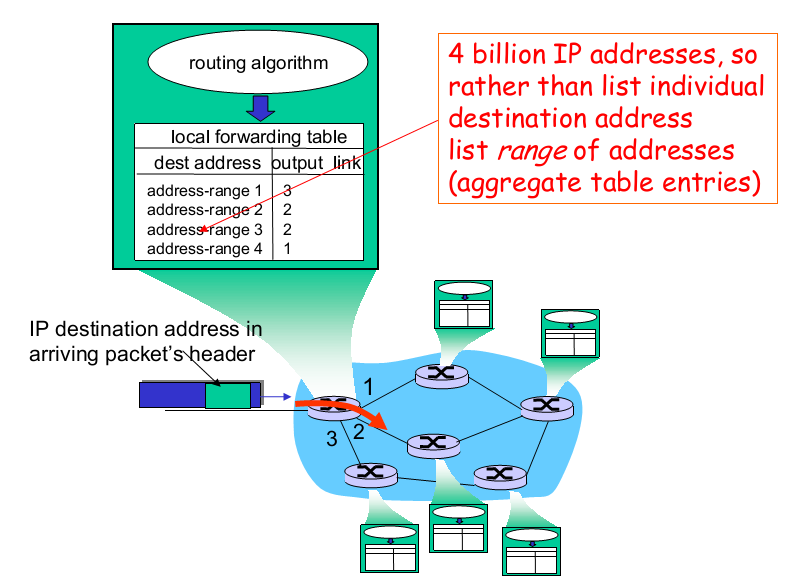 routing algorithm
local forwarding table
dest address output link
address-range 1 3
address-range 2 2
address-range 3 2
address-range 4 1
4 billion IP addresses, so
rather than list individual
destination address
list range of addresses
(aggregate table entries)
IP destination address in
arriving packet's header
1
2
3